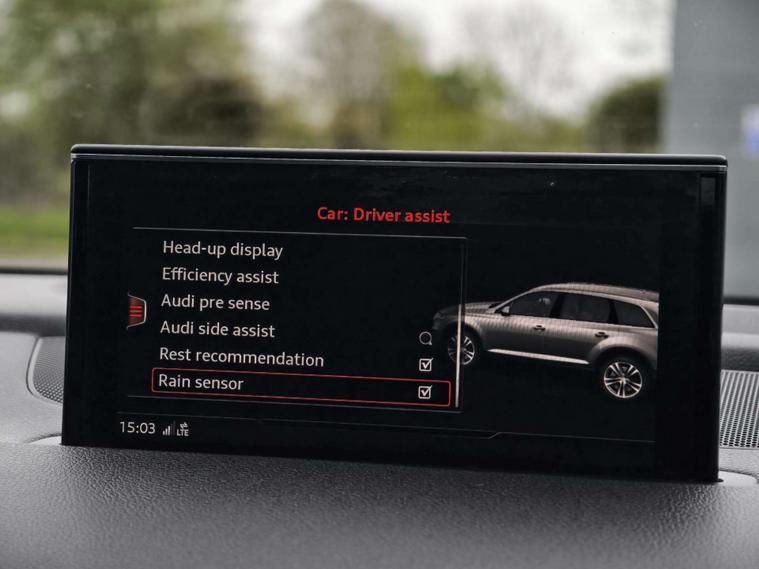 Car: Driver assist
Head-up display
Efficiency assist
Audi pre sense
Audi side assist
Rest recommendation
Rain sensor
15:03 LTE